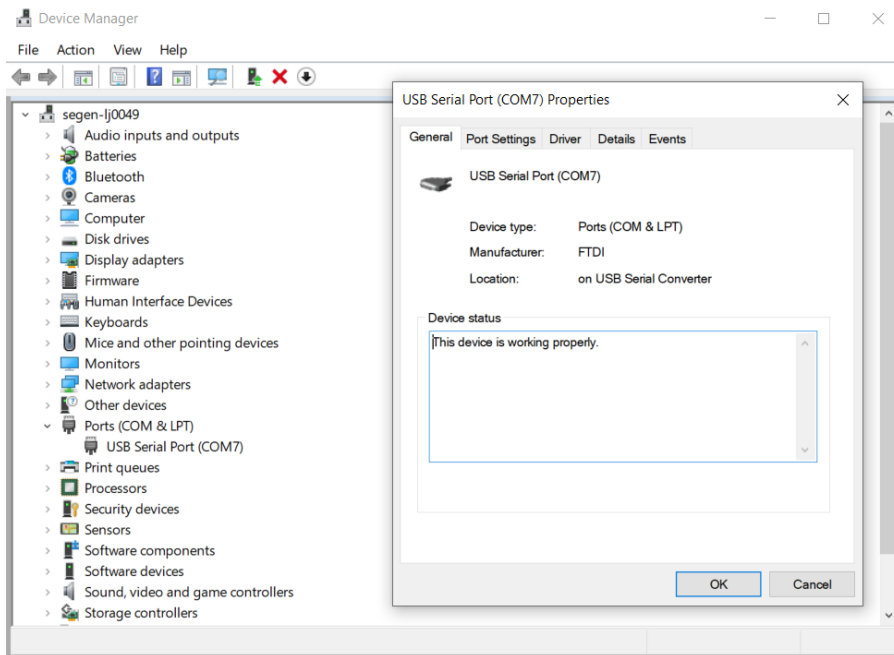 Device Manager
File Action View Help
segen-lj0049
Audio inputs and outputs
Batteries
Bluetooth
Cameras
Computer
Disk drives
Display adapters
Firmware
Human Interface Devices
Keyboards
Mice and other pointing devices
Monitors
Network adapters
Other devices
Ports (COM & LPT)
USB Serial Port (COM7)
Print queues
Processors
Security devices
Sensors
Software components
Software devices
Sound, video and game controllers
Storage controllers
USB Serial Port (COM7) Properties
General Port Settings Driver Details Events
USB Serial Port (COM7)
Device type: Ports (COM & LPT)
Manufacturer: FTDI
Location: on USB Serial Converter
Device status
This device is working properly.
OK Cancel